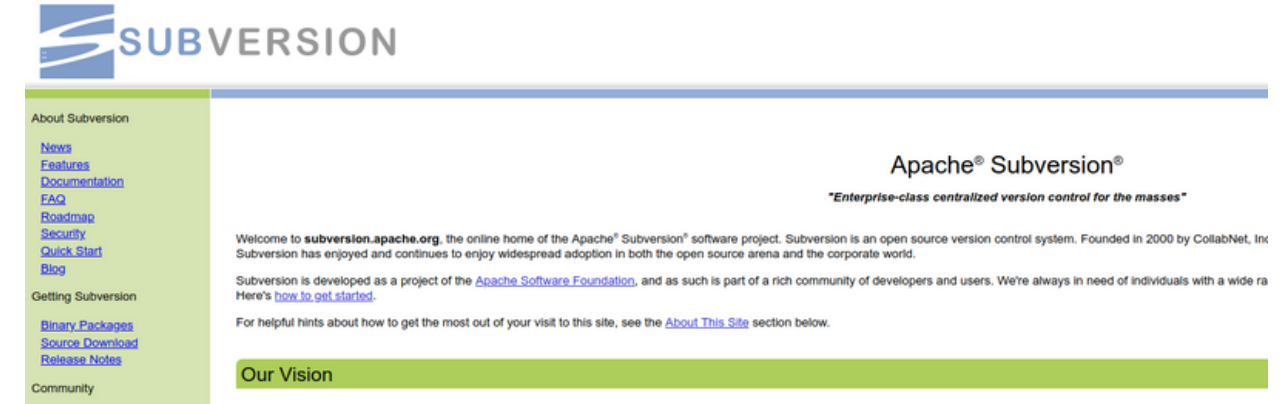 SUBVERSION
About Subversion
News
Features
Documentation
FAQ
Roadmap
Security
Quick Start
Blog
Getting Subversion
Binary Packages
Source Download
Release Notes
Community
Apache® Subversion®
"Enterprise-class centralized version control for the masses"
Welcome to subversion.apache.org, the online home of the Apache® Subversion® software project. Subversion is an open source version control system. Founded in 2000 by CollabNet, Inc
Subversion has enjoyed and continues to enjoy widespread adoption in both the open source arena and the corporate world.
Subversion is developed as a project of the Apache Software Foundation, and as such is part of a rich community of developers and users. We're always in need of individuals with a wide ra
Here's how to get started.
For helpful hints about how to get the most out of your visit to this site, see the About This Site section below.
Our Vision